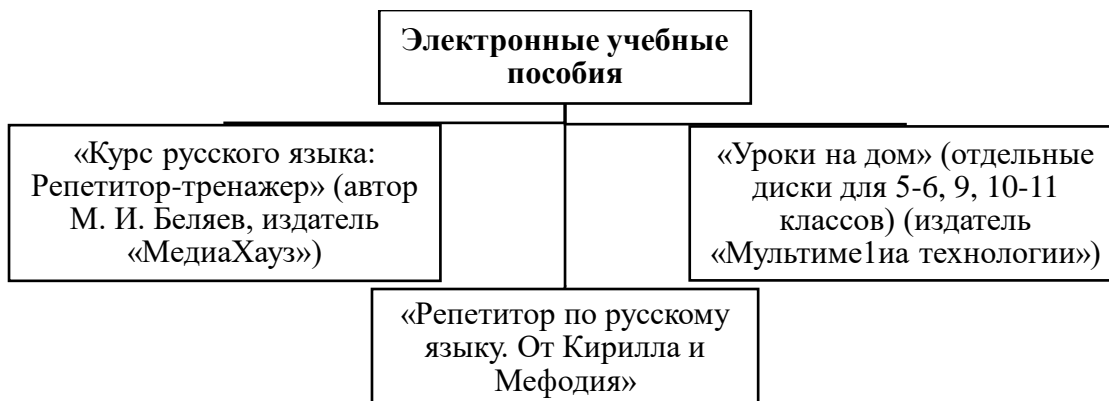 Электронные учебные
пособия
«Курс русского языка:
Репетитор-тренажер» (автор
М. И. Беляев, издатель
«МедиаХауз»)
«Уроки на дом» (отдельные
диски для 5-6, 9, 10-11
классов) (издатель
«Мультиме1иа технологии»)
«Репетитор по русскому
языку. От Кирилла и
Мефодия»